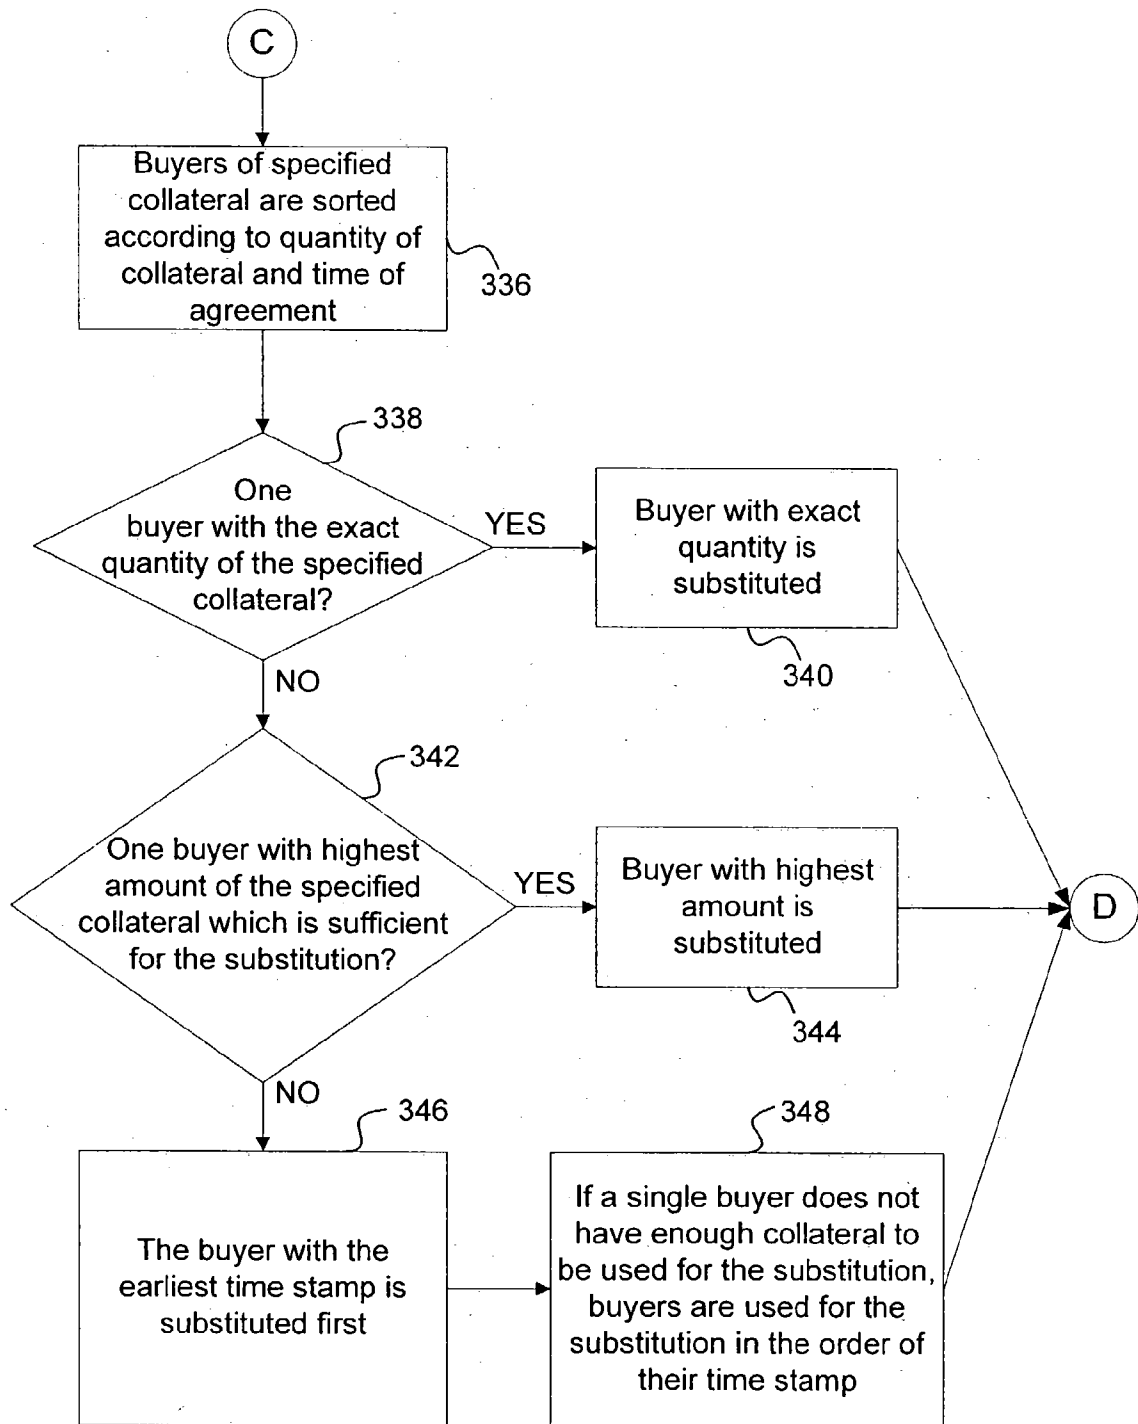 C
Buyers of specified
collateral are sorted
according to quantity of
collateral and time of
agreement
336
338
One
buyer with the exact
quantity of the specified
collateral?
YES
Buyer with exact
quantity is
substituted
340
NO
342
One buyer with highest
amount of the specified
collateral which is sufficient
for the substitution?
YES
Buyer with highest
amount is
substituted
344
D
NO
346
The buyer with the
earliest time stamp is
substituted first
348
If a single buyer does not
have enough collateral to
be used for the substitution,
buyers are used for the
substitution in the order of
their time stamp